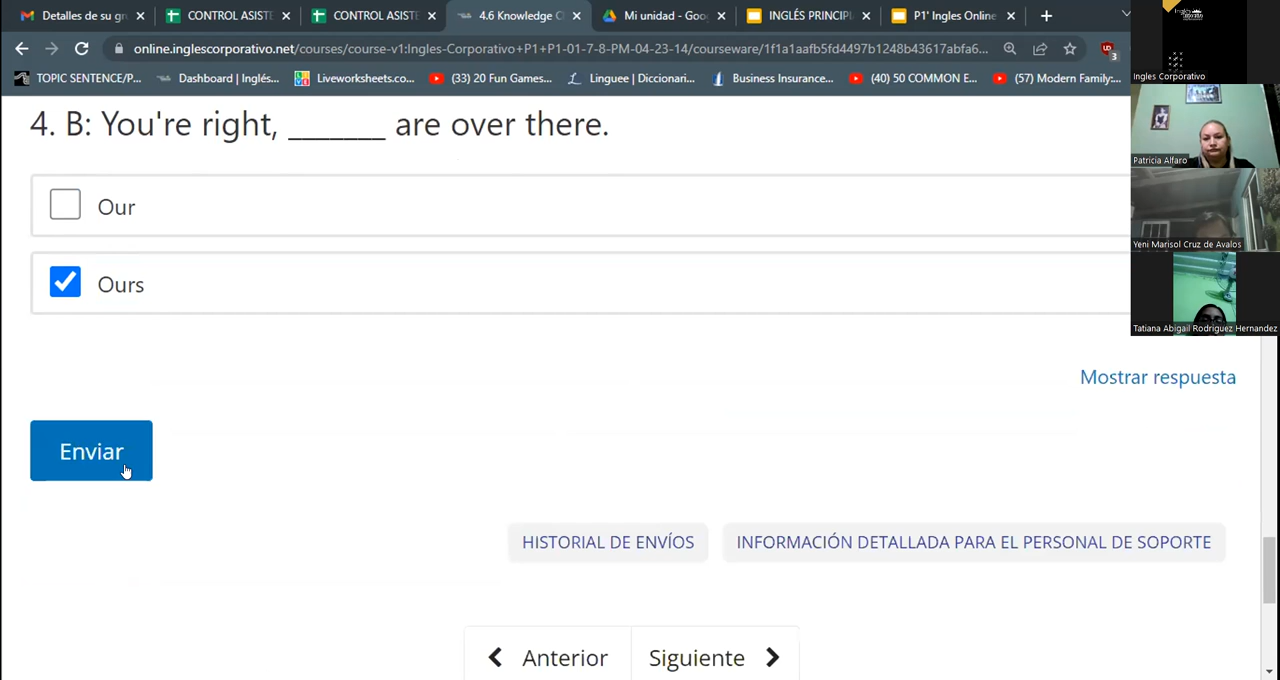 Detalles de su gr
CONTROL ASISTE
CONTROL ASISTE
4.6 Knowledge C
Mi unidad - Goo
INGLÉS PRINCIPI
P1' Ingles Online
online.inglescorporativo.net/courses/course-v1:Ingles-Corporativo+P1+P1-01-7-8-PM-04-23-14/courseware/1f1a1aafb5fd4497b1248b43617abfa6...
3
TOPIC SENTENCE/P...
Dashboard | Inglés...
Liveworksheets.co...
(33) 20 Fun Games...
Linguee | Diccionari...
Business Insurance...
(40) 50 COMMON E...
(57) Modern Family:...
Ingles Corporativo
Patricia Alfaro
Yeni Marisol Cruz de Avalos
Tatiana Abigail Rodriguez Hernandez
4. B: You're right, _______ are over there.
Our
Ours
Mostrar respuesta
Enviar
HISTORIAL DE ENVÍOS
INFORMACIÓN DETALLADA PARA EL PERSONAL DE SOPORTE
Anterior
Siguiente